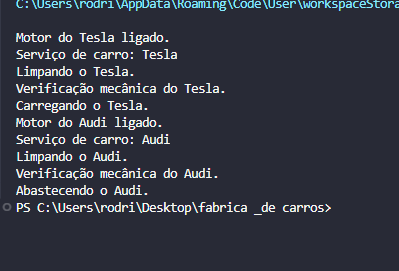 C:\Users\rodri\AppData\Roaming\Code\User\workspaceStora
Motor do Tesla ligado.
Serviço de carro: Tesla
Limpando o Tesla.
Verificação mecânica do Tesla.
Carregando o Tesla.
Motor do Audi ligado.
Serviço de carro: Audi
Limpando o Audi.
Verificação mecânica do Audi.
Abastecendo o Audi.
PS C:\Users\rodri\Desktop\fabrica _de carros>